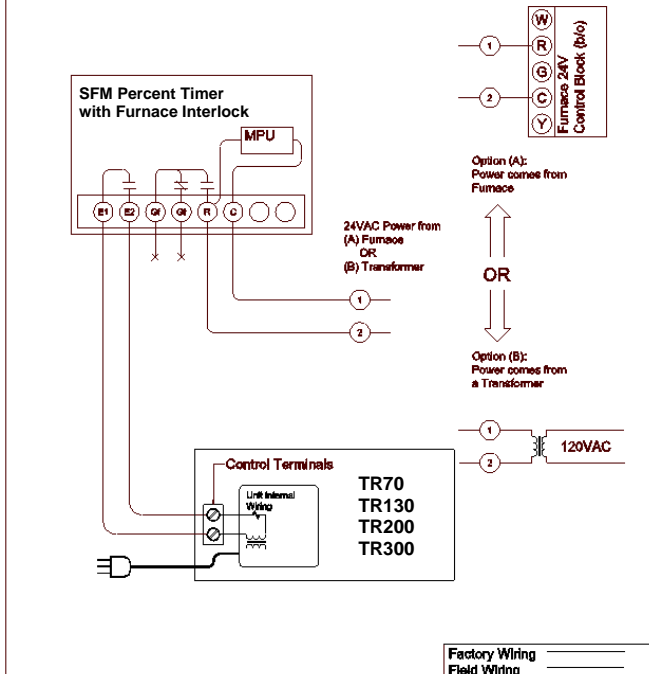 SFM Percent Timer
with Furnace Interlock
MPU
E1
E2
Gf
Gf
R
C
W
R
G
C
Y
Furnace 24V
Control Block (b/o)
1
2
Option (A):
Power comes from
Furnace
24VAC Power from
(A) Furnace
OR
(B) Transformer
1
2
OR
Option (B):
Power comes from
a Transformer
1
2
120VAC
Control Terminals
Unit Internal
Wiring
TR70
TR130
TR200
TR300
Factory Wiring
Field Wiring